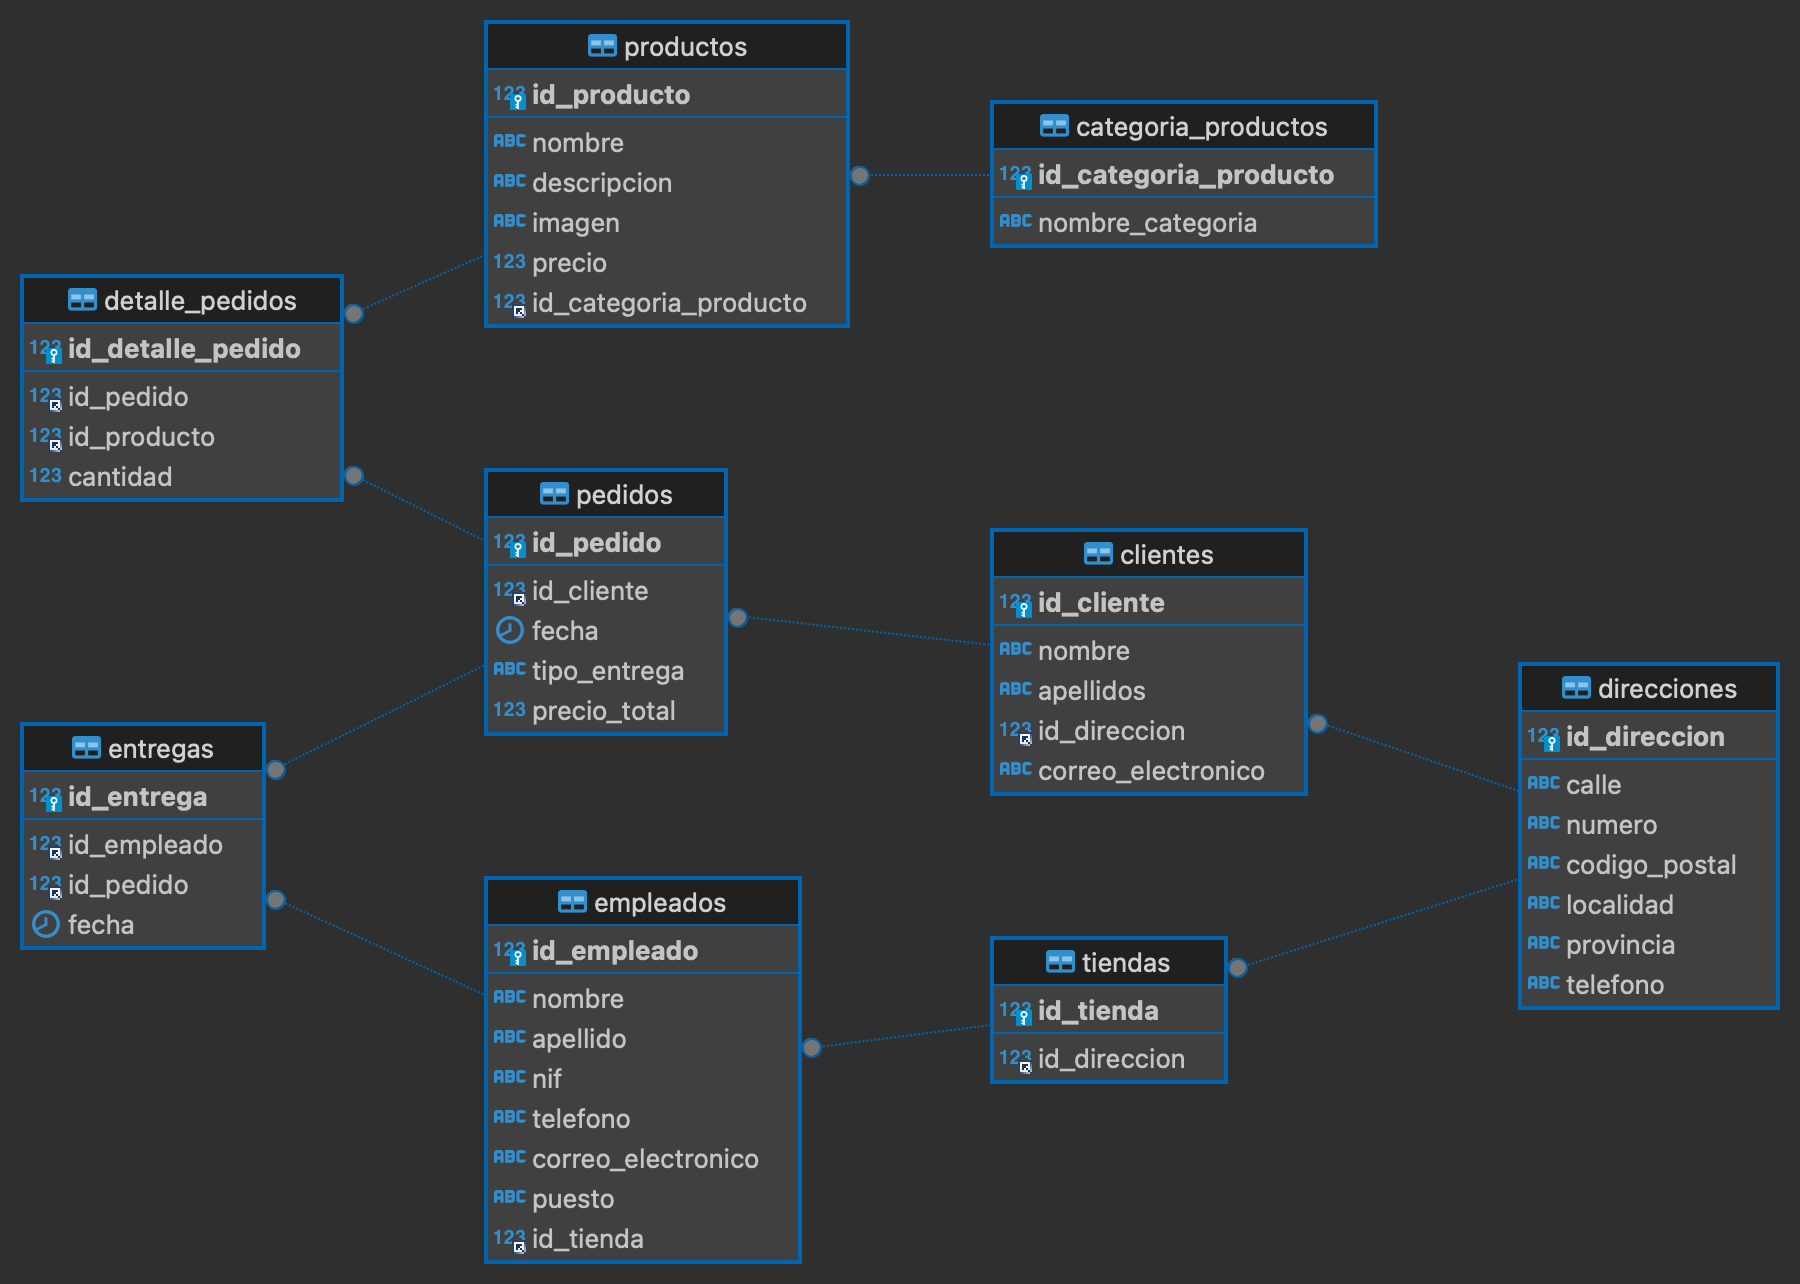 productos
123 id_producto
ABC nombre
ABC descripcion
ABC imagen
123 precio
123 id_categoria_producto
categoria_productos
123 id_categoria_producto
ABC nombre_categoria
detalle_pedidos
123 id_detalle_pedido
123 id_pedido
123 id_producto
123 cantidad
pedidos
123 id_pedido
123 id_cliente
fecha
ABC tipo_entrega
123 precio_total
clientes
123 id_cliente
ABC nombre
ABC apellidos
123 id_direccion
ABC correo_electronico
direcciones
123 id_direccion
ABC calle
ABC numero
ABC codigo_postal
ABC localidad
ABC provincia
ABC telefono
entregas
123 id_entrega
123 id_empleado
123 id_pedido
fecha
empleados
123 id_empleado
ABC nombre
ABC apellido
ABC nif
ABC telefono
ABC correo_electronico
ABC puesto
123 id_tienda
tiendas
123 id_tienda
123 id_direccion